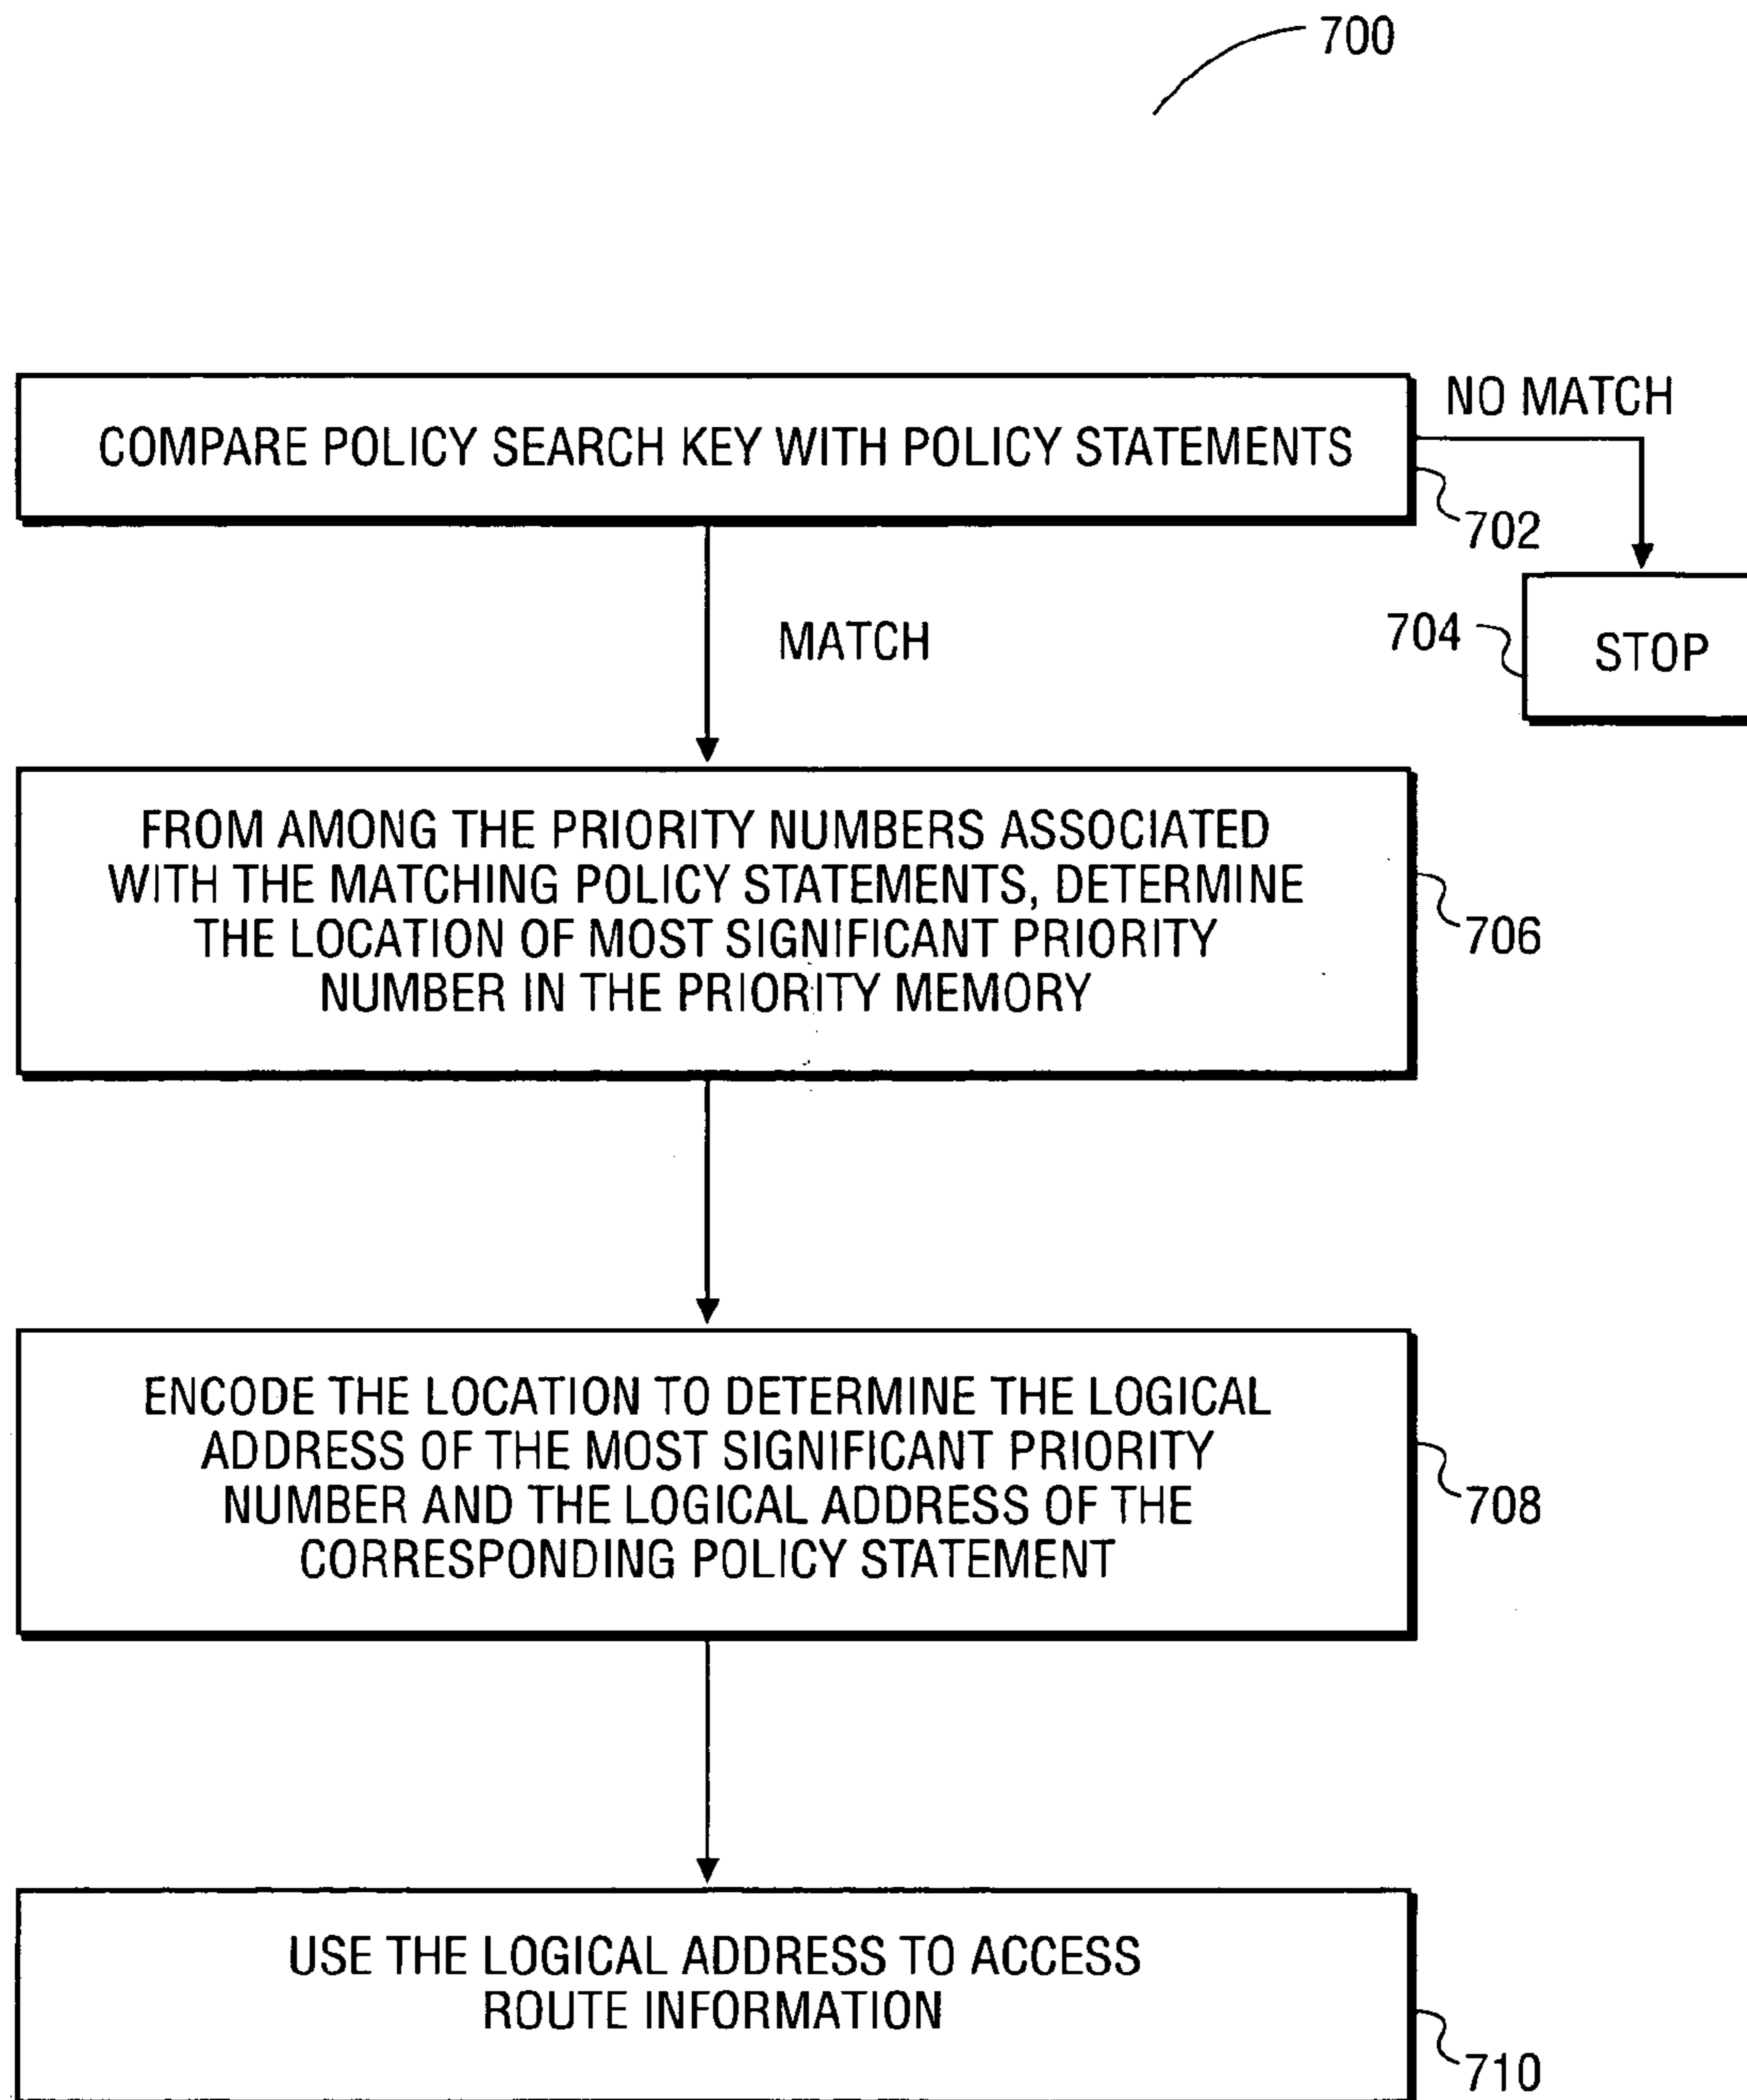 700
COMPARE POLICY SEARCH KEY WITH POLICY STATEMENTS
NO MATCH
702
MATCH
704
STOP
FROM AMONG THE PRIORITY NUMBERS ASSOCIATED
WITH THE MATCHING POLICY STATEMENTS, DETERMINE
THE LOCATION OF MOST SIGNIFICANT PRIORITY
NUMBER IN THE PRIORITY MEMORY
706
ENCODE THE LOCATION TO DETERMINE THE LOGICAL
ADDRESS OF THE MOST SIGNIFICANT PRIORITY
NUMBER AND THE LOGICAL ADDRESS OF THE
CORRESPONDING POLICY STATEMENT
708
USE THE LOGICAL ADDRESS TO ACCESS
ROUTE INFORMATION
710